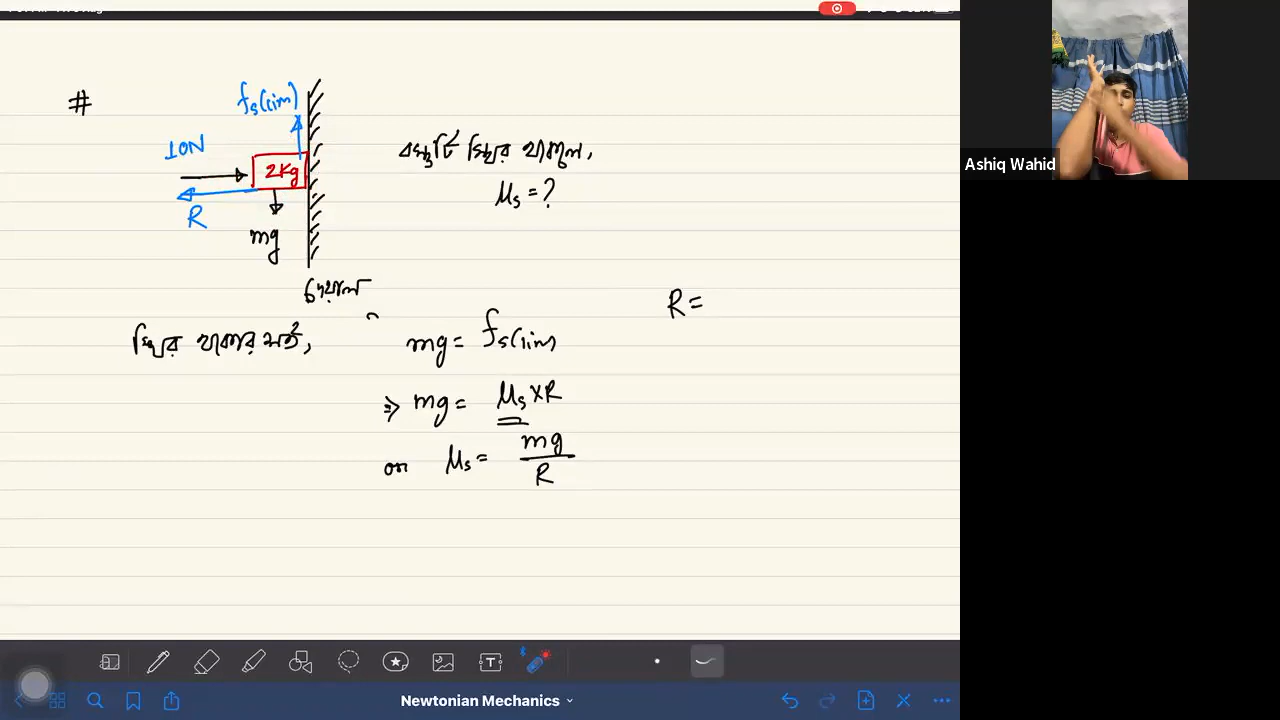 #
fs(lim)
10N
2Kg
R
mg
দেয়াল
বস্তুটি স্থির থাকলে,
μs = ?
স্থির থাকার শর্ত,
mg = fs(lim)
R =
⇒ mg = μs × R
or μs = mg/R
Ashiq Wahid
Newtonian Mechanics